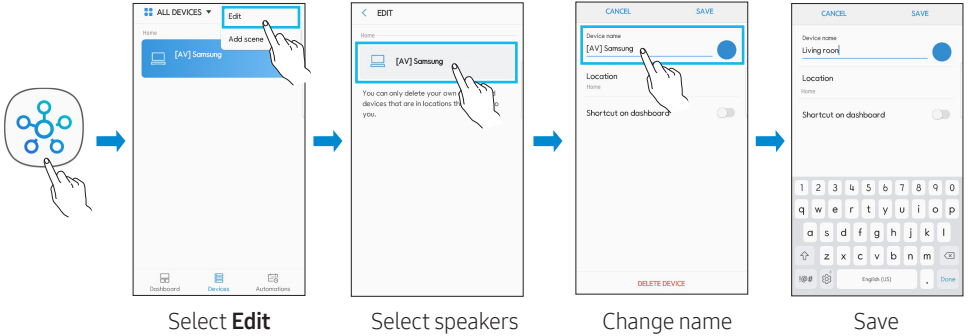 ALL DEVICES ▼
Edit
Home
Add scene
[AV] Samsung
Dashboard Devices Automations
Select Edit
EDIT
Home
[AV] Samsung
You can only delete your own
devices that are in locations
you.
Select speakers
CANCEL SAVE
Device name
[AV] Samsung
Location
Home
Shortcut on dashboard
DELETE DEVICE
Change name
CANCEL SAVE
Device name
Living room
Location
Home
Shortcut on dashboard
1 2 3 4 5 6 7 8 9 0
q w e r t y u i o p
a s d f g h j k l
z x c v b n m
!@# English (US) . Done
Save